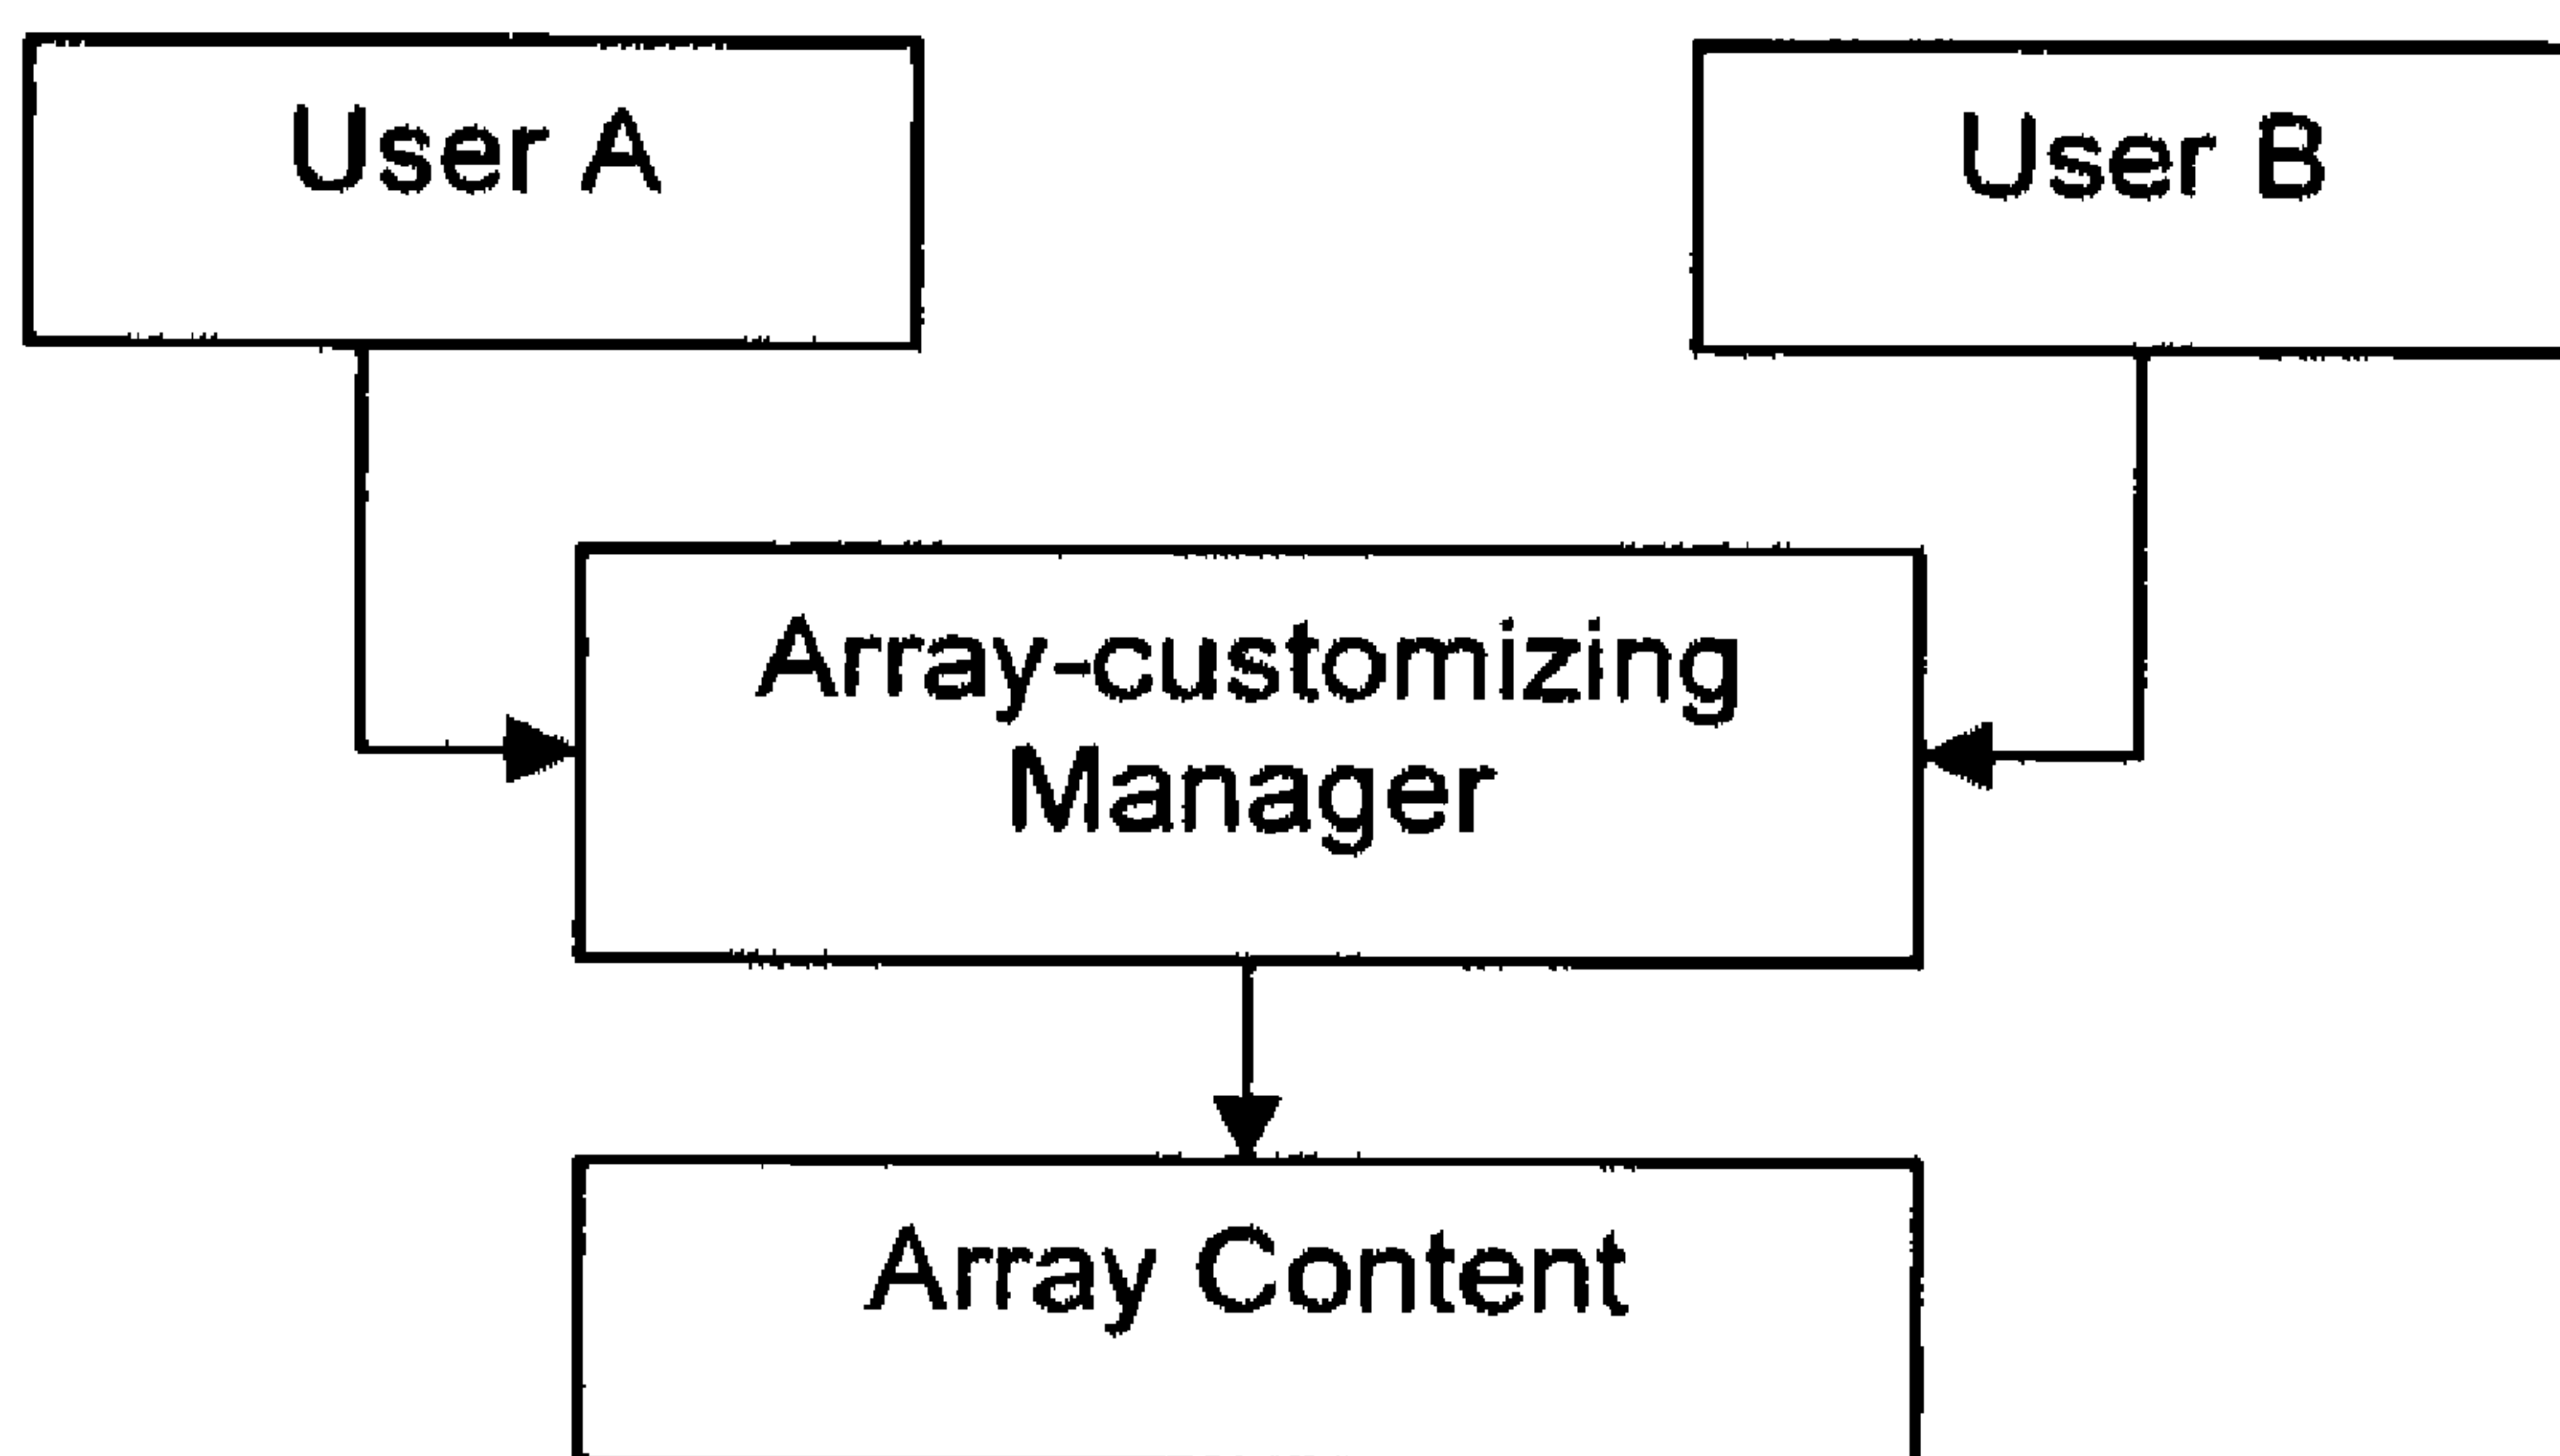 User A
User B
Array-customizing
Manager
Array Content